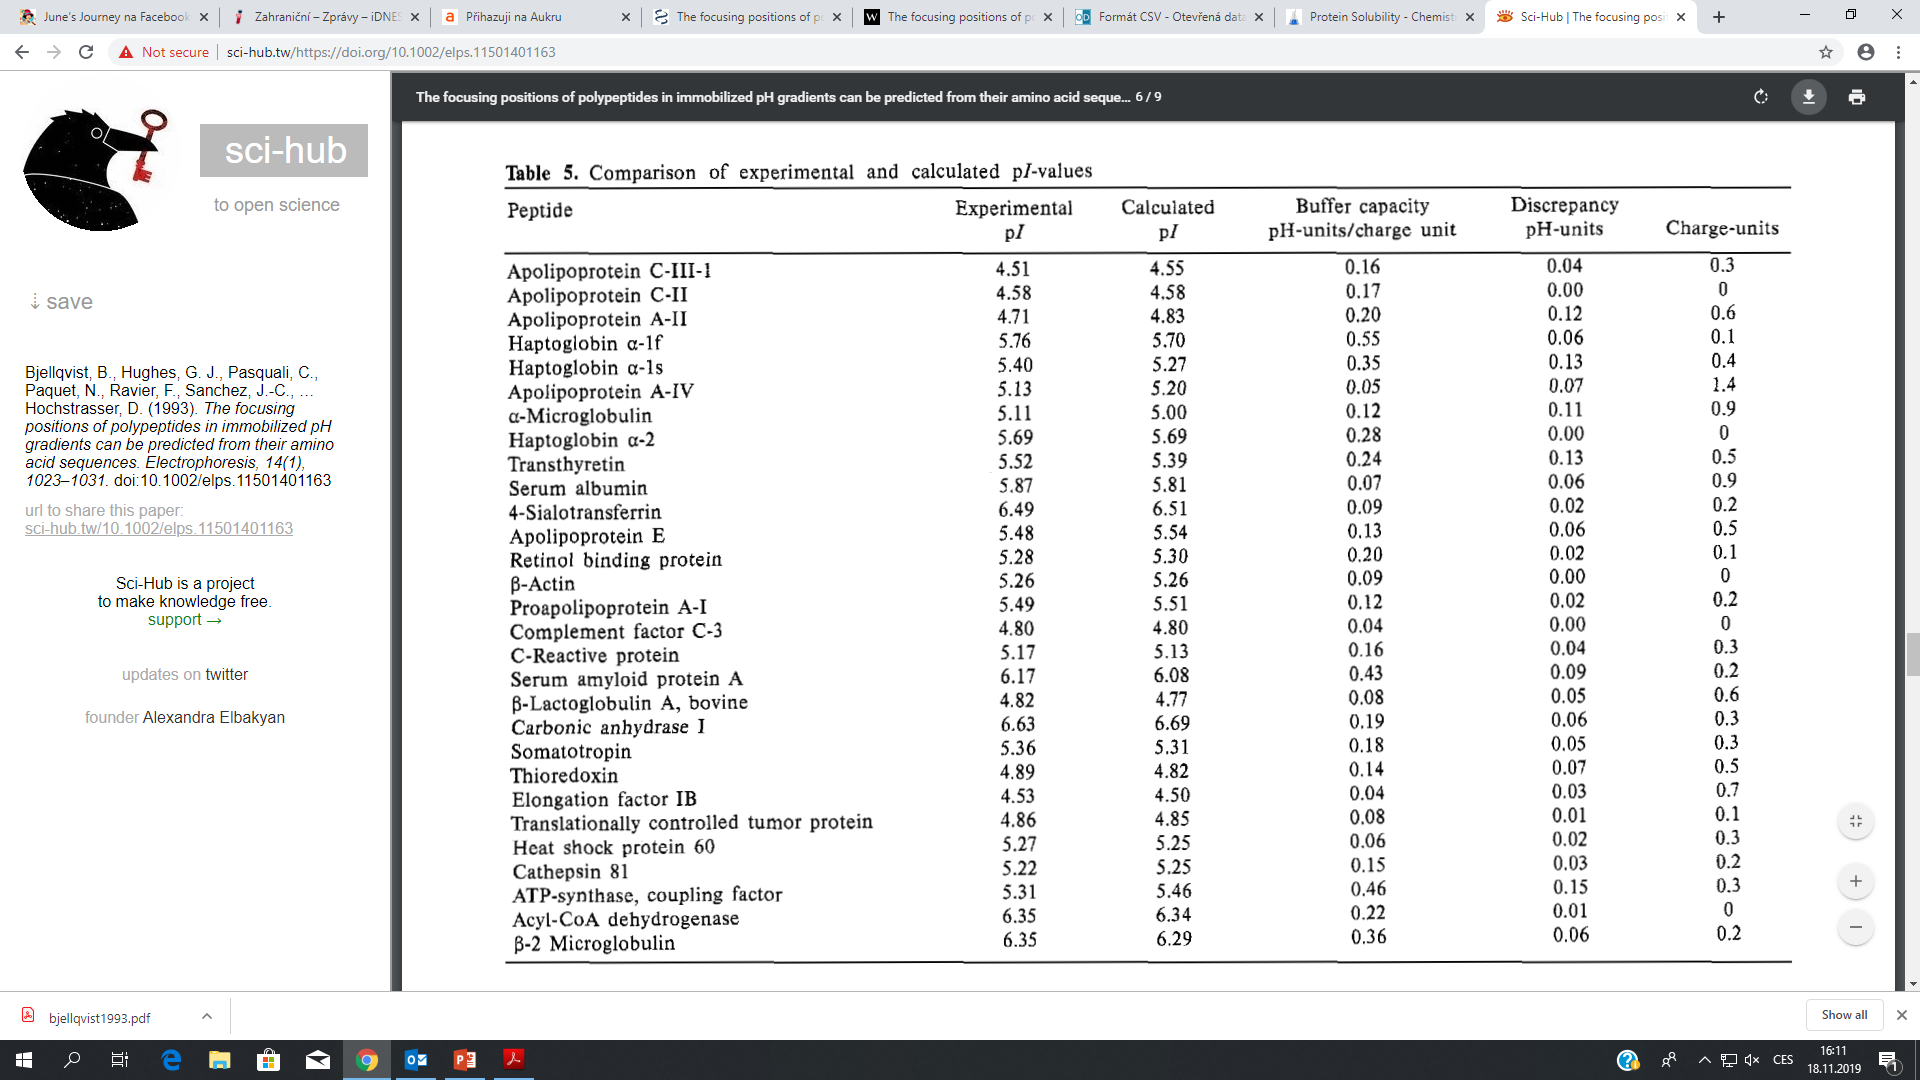 June's Journey na Facebook
Zahraniční – Zprávy – iDNES
Přihazuji na Aukru
The focusing positions of p
The focusing positions of p
Formát CSV - Otevřená data
Protein Solubility - Chemist
Sci-Hub | The focusing posi
Not secure
sci-hub.tw/https://doi.org/10.1002/elps.11501401163
The focusing positions of polypeptides in immobilized pH gradients can be predicted from their amino acid seque... 6 / 9
sci-hub
to open science
save
Bjellqvist, B., Hughes, G. J., Pasquali, C.,
Paquet, N., Ravier, F., Sanchez, J.-C., …
Hochstrasser, D. (1993). The focusing
positions of polypeptides in immobilized pH
gradients can be predicted from their amino
acid sequences. Electrophoresis, 14(1),
1023–1031. doi:10.1002/elps.11501401163
url to share this paper:
sci-hub.tw/10.1002/elps.11501401163
Sci-Hub is a project
to make knowledge free.
support →
updates on twitter
founder Alexandra Elbakyan
Table 5. Comparison of experimental and calculated pI-values
Peptide Experimental pI Calculated pI Buffer capacity pH-units/charge unit Discrepancy pH-units Charge-units
Apolipoprotein C-III-1 4.51 4.55 0.16 0.04 0.3
Apolipoprotein C-II 4.58 4.58 0.17 0.00 0
Apolipoprotein A-II 4.71 4.83 0.20 0.12 0.6
Haptoglobin α-1f 5.76 5.70 0.55 0.06 0.1
Haptoglobin α-1s 5.40 5.27 0.35 0.13 0.4
Apolipoprotein A-IV 5.13 5.20 0.05 0.07 1.4
α-Microglobulin 5.11 5.00 0.12 0.11 0.9
Haptoglobin α-2 5.69 5.69 0.28 0.00 0
Transthyretin 5.52 5.39 0.24 0.13 0.5
Serum albumin 5.87 5.81 0.07 0.06 0.9
4-Sialotransferrin 6.49 6.51 0.09 0.02 0.2
Apolipoprotein E 5.48 5.54 0.13 0.06 0.5
Retinol binding protein 5.28 5.30 0.20 0.02 0.1
β-Actin 5.26 5.26 0.09 0.00 0
Proapolipoprotein A-I 5.49 5.51 0.12 0.02 0.2
Complement factor C-3 4.80 4.80 0.04 0.00 0
C-Reactive protein 5.17 5.13 0.16 0.04 0.3
Serum amyloid protein A 6.17 6.08 0.43 0.09 0.2
β-Lactoglobulin A, bovine 4.82 4.77 0.08 0.05 0.6
Carbonic anhydrase I 6.63 6.69 0.19 0.06 0.3
Somatotropin 5.36 5.31 0.18 0.05 0.3
Thioredoxin 4.89 4.82 0.14 0.07 0.5
Elongation factor IB 4.53 4.50 0.04 0.03 0.7
Translationally controlled tumor protein 4.86 4.85 0.08 0.01 0.1
Heat shock protein 60 5.27 5.25 0.06 0.02 0.3
Cathepsin 81 5.22 5.25 0.15 0.03 0.2
ATP-synthase, coupling factor 5.31 5.46 0.46 0.15 0.3
Acyl-CoA dehydrogenase 6.35 6.34 0.22 0.01 0
β-2 Microglobulin 6.35 6.29 0.36 0.06 0.2
bjellqvist1993.pdf
Show all
CES
16:11
18.11.2019
1